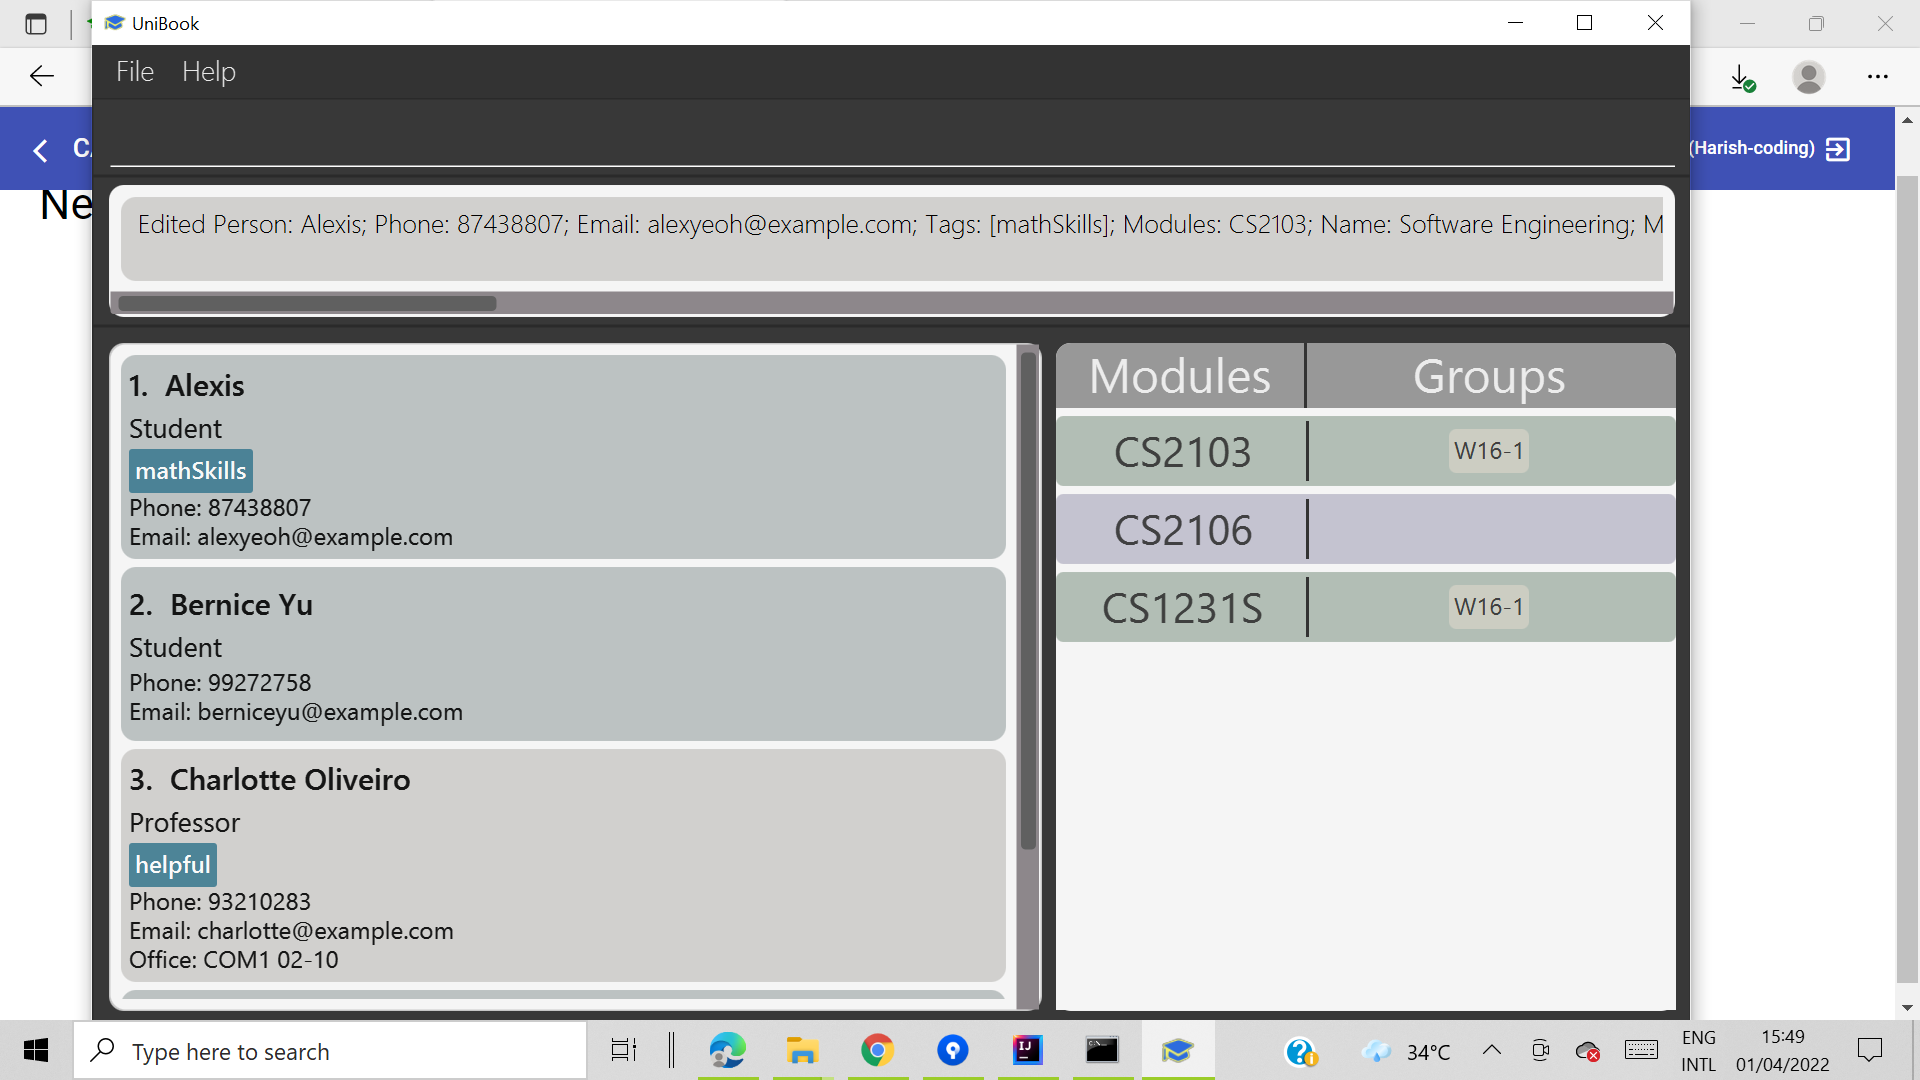 UniBook
File Help
C
(Harish-coding)
Ne
Edited Person: Alexis; Phone: 87438807; Email: alexyeoh@example.com; Tags: [mathSkills]; Modules: CS2103; Name: Software Engineering; M
1. Alexis
Student
mathSkills
Phone: 87438807
Email: alexyeoh@example.com
2. Bernice Yu
Student
Phone: 99272758
Email: berniceyu@example.com
3. Charlotte Oliveiro
Professor
helpful
Phone: 93210283
Email: charlotte@example.com
Office: COM1 02-10
Modules Groups
CS2103 W16-1
CS2106
CS1231S W16-1
Type here to search
34°C
ENG
INTL
15:49
01/04/2022